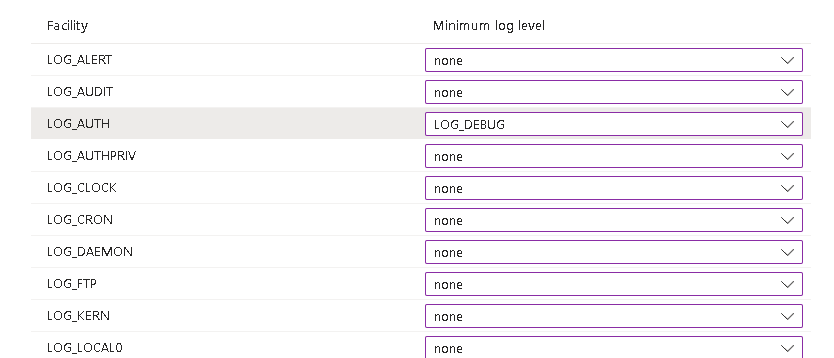 Facility Minimum log level
LOG_ALERT none
LOG_AUDIT none
LOG_AUTH LOG_DEBUG
LOG_AUTHPRIV none
LOG_CLOCK none
LOG_CRON none
LOG_DAEMON none
LOG_FTP none
LOG_KERN none
LOG_LOCAL0 none